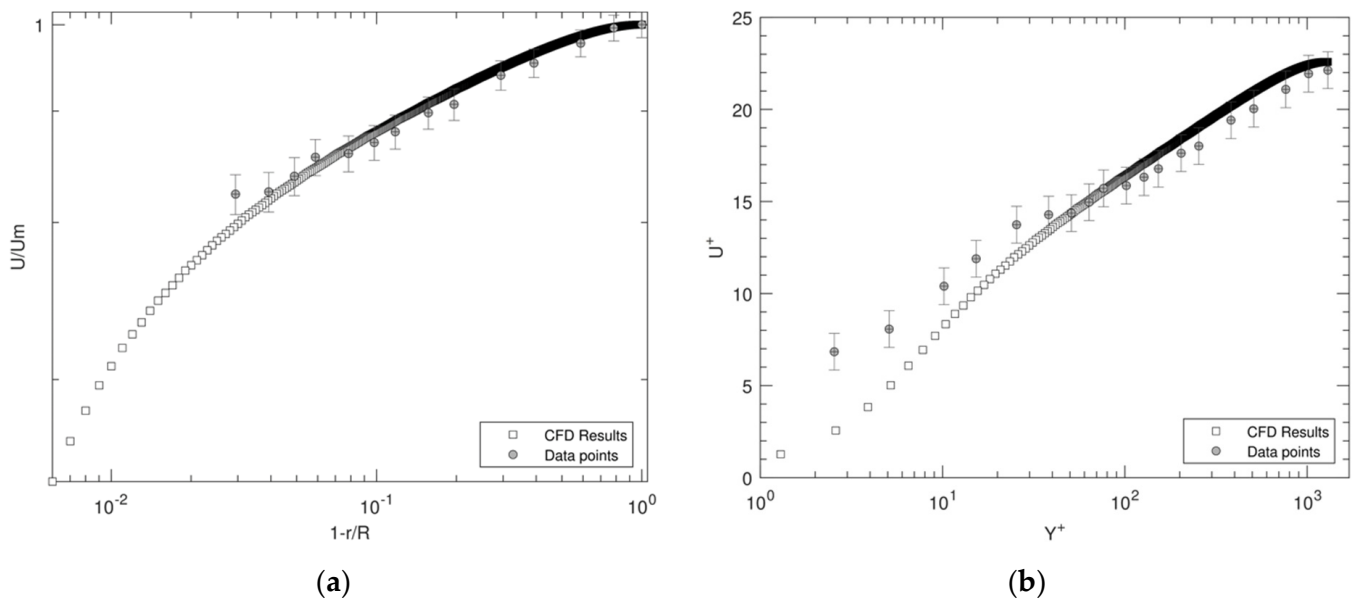 1
U/Um
CFD Results
Data points
10⁻²
10⁻¹
10⁰
1-r/R
(a)
25
20
15
10
5
0
U⁺
CFD Results
Data points
10⁰
10¹
10²
10³
Y⁺
(b)